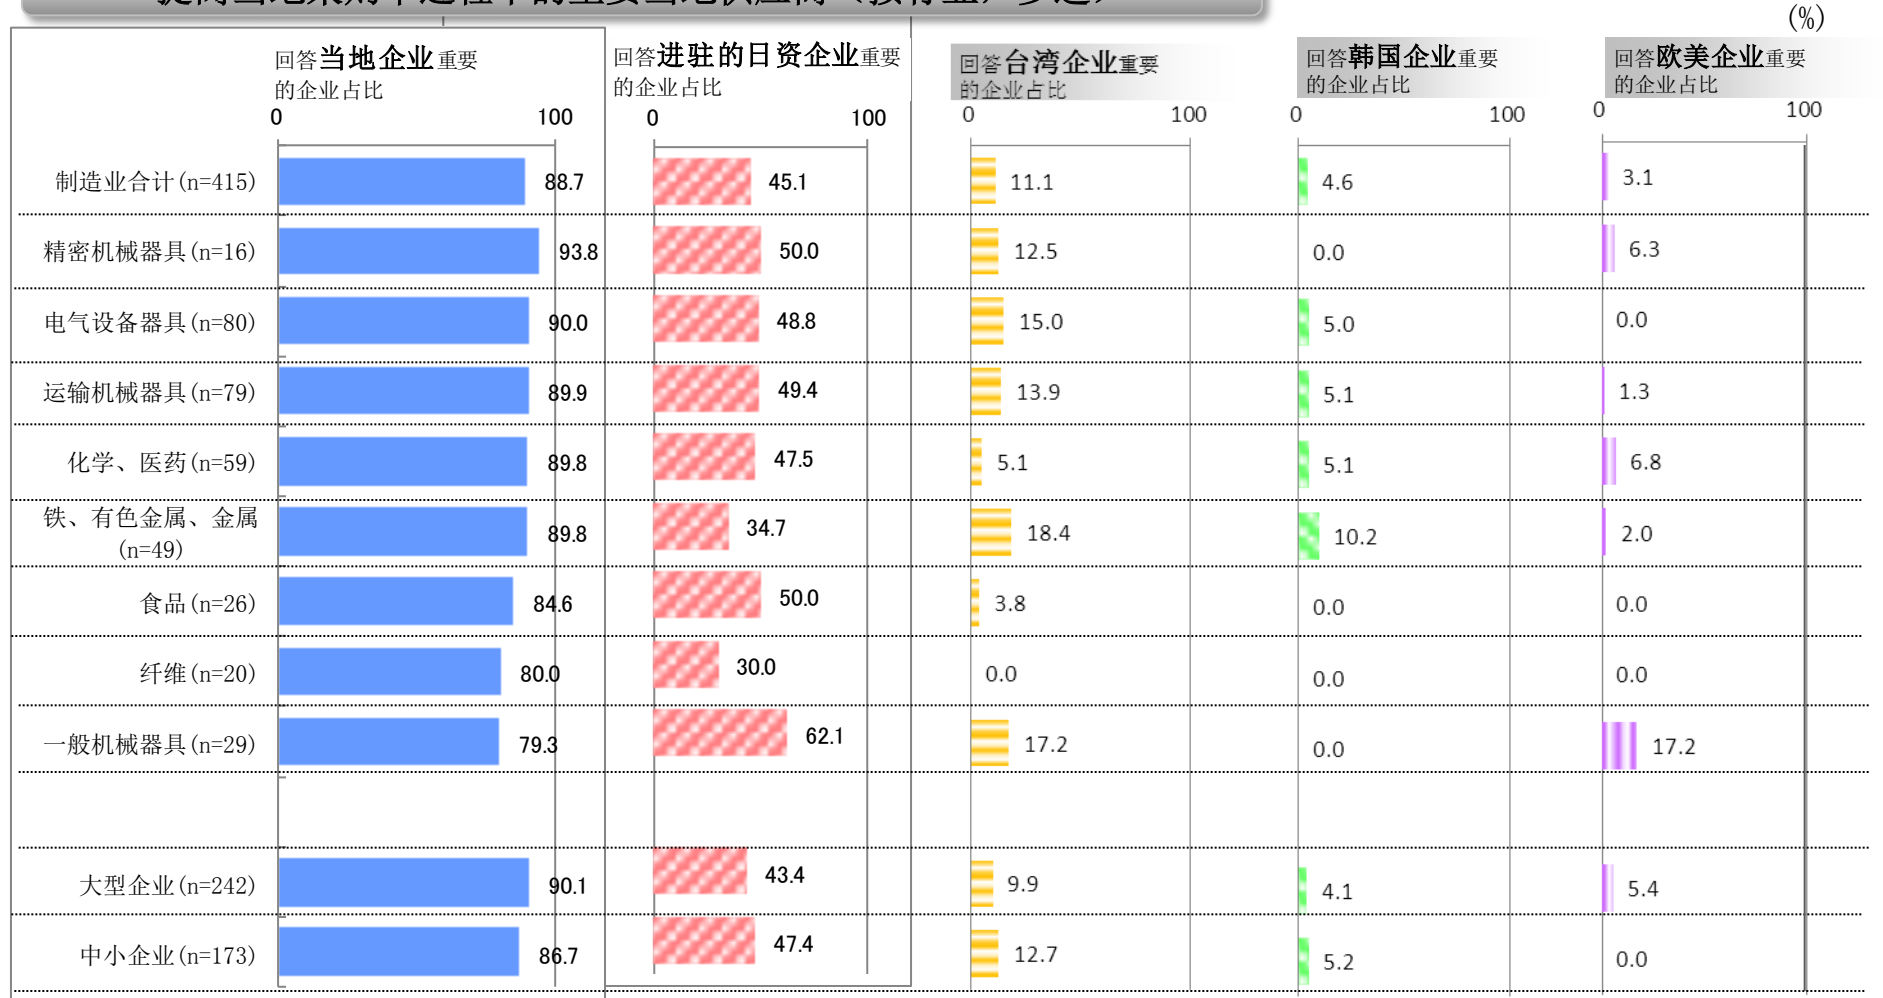 (%)
回答当地企业重要
的企业占比
回答进驻的日资企业重要
的企业占比
回答台湾企业重要
的企业占比
回答韩国企业重要
的企业占比
回答欧美企业重要
的企业占比
0 100 0 100 0 100 0 100 0 100
制造业合计(n=415) 88.7 45.1 11.1 4.6 3.1
精密机械器具(n=16) 93.8 50.0 12.5 0.0 6.3
电气设备器具(n=80) 90.0 48.8 15.0 5.0 0.0
运输机械器具(n=79) 89.9 49.4 13.9 5.1 1.3
化学、医药(n=59) 89.8 47.5 5.1 5.1 6.8
铁、有色金属、金属
(n=49) 89.8 34.7 18.4 10.2 2.0
食品(n=26) 84.6 50.0 3.8 0.0 0.0
纤维(n=20) 80.0 30.0 0.0 0.0 0.0
一般机械器具(n=29) 79.3 62.1 17.2 0.0 17.2
大型企业(n=242) 90.1 43.4 9.9 4.1 5.4
中小企业(n=173) 86.7 47.4 12.7 5.2 0.0